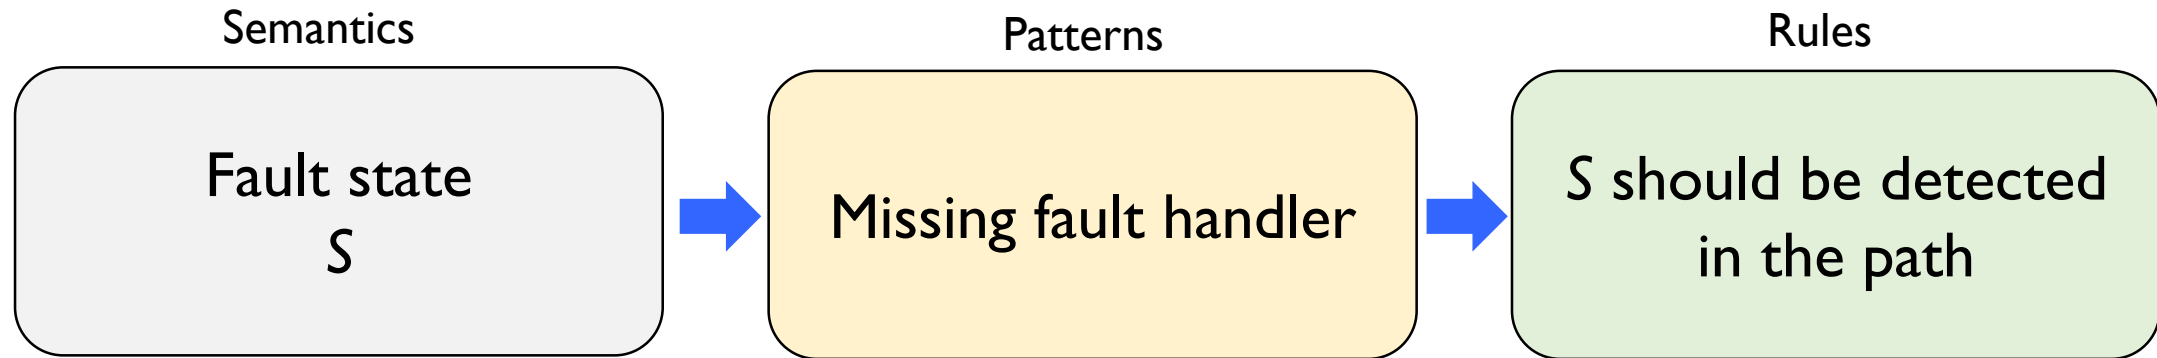 Semantics
Patterns
Rules
Fault state
S
Missing fault handler
S should be detected
in the path